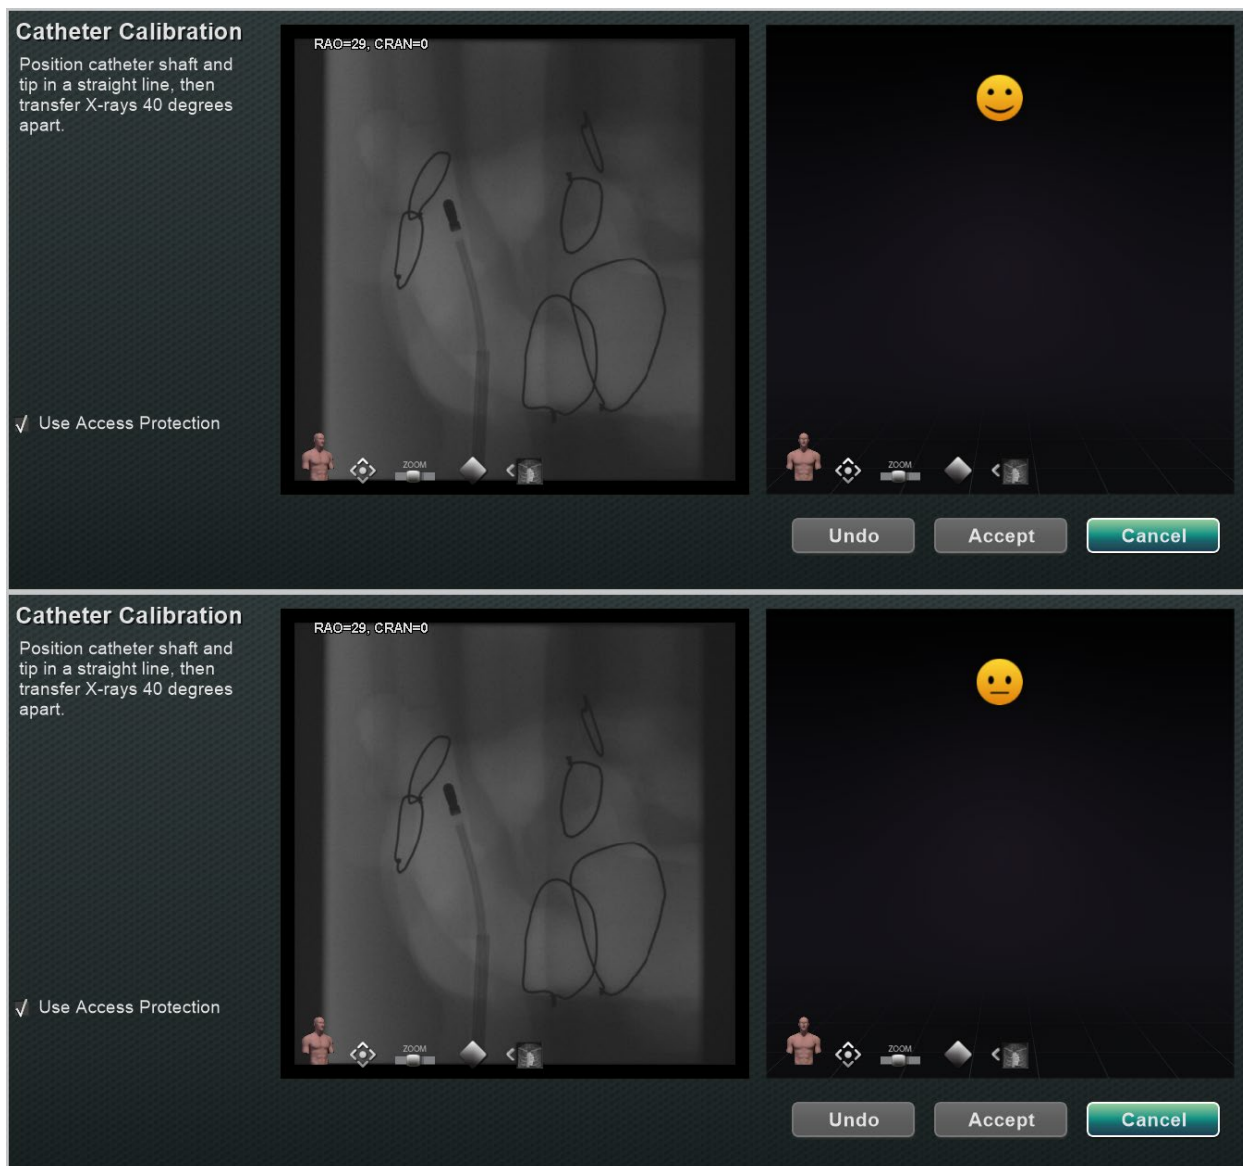 Catheter Calibration
Position catheter shaft and
tip in a straight line, then
transfer X-rays 40 degrees
apart.
RAO=29, CRAN=0
Use Access Protection
ZOOM
ZOOM
Undo
Accept
Cancel
Catheter Calibration
Position catheter shaft and
tip in a straight line, then
transfer X-rays 40 degrees
apart.
RAO=29, CRAN=0
Use Access Protection
ZOOM
ZOOM
Undo
Accept
Cancel